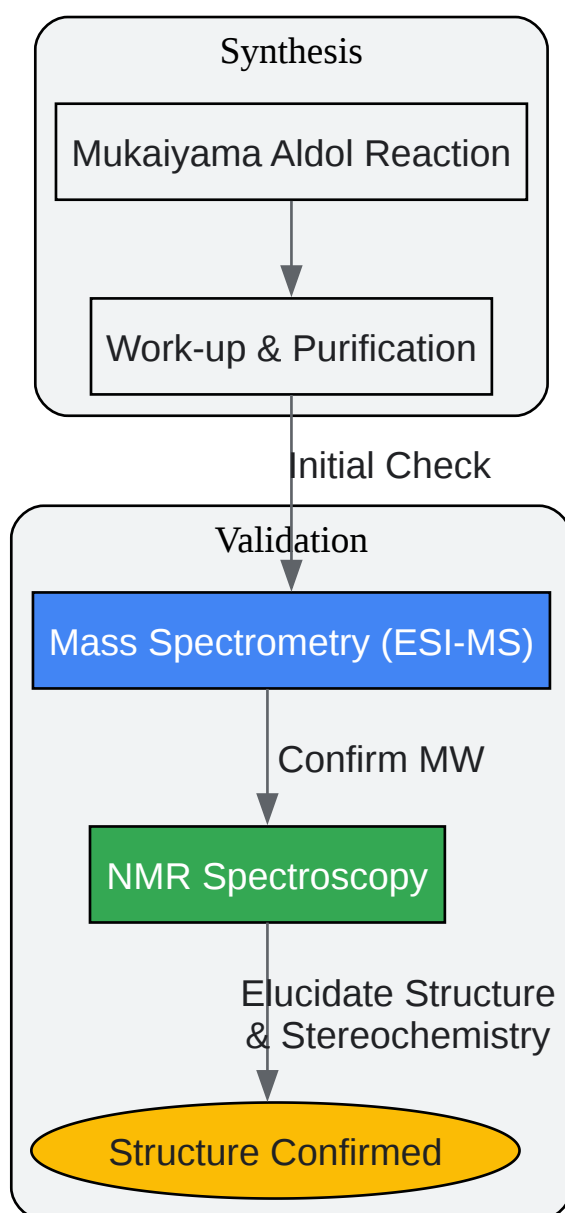 Synthesis
Mukaiyama Aldol Reaction
Work-up & Purification
Initial Check
Validation
Mass Spectrometry (ESI-MS)
Confirm MW
NMR Spectroscopy
Elucidate Structure
& Stereochemistry
Structure Confirmed